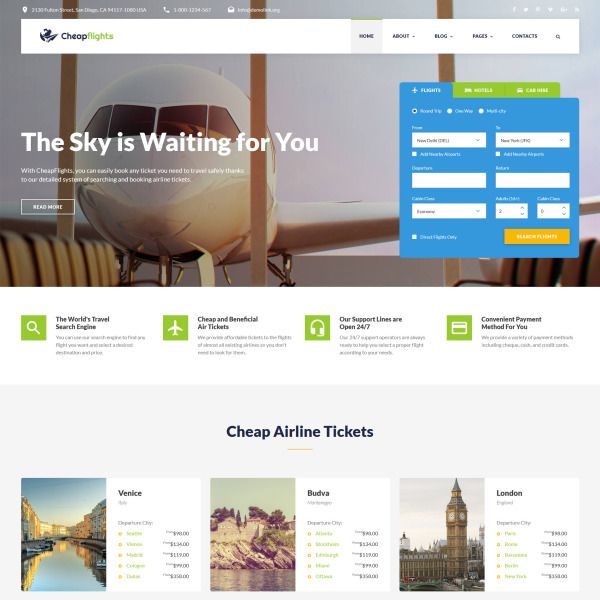 2130 Fulton Street, San Diego, CA 94117-1080 USA
1-800-1234-567
info@demolink.org
Cheapflights
HOME
ABOUT
BLOG
PAGES
CONTACTS
The Sky is Waiting for You
With CheapFlights, you can easily book any ticket you need to travel safely thanks
to our detailed system of searching and booking airline tickets.
READ MORE
FLIGHTS
HOTELS
CAR HIRE
Round Trip
One Way
Multi-city
From
To
New Delhi (DEL)
New York (JFK)
Add Nearby Airports
Add Nearby Airports
Departure
Return
Cabin Class
Adults (16+)
Cabin Class
Economy
2
0
Direct Flights Only
SEARCH FLIGHTS
The World's Travel
Search Engine
You can use our search engine to find any
flight you want and select a desired
destination and price.
Cheap and Beneficial
Air Tickets
We provide affordable tickets to the flights
of almost all existing airlines so you don't
need to look for them.
Our Support Lines are
Open 24/7
Our 24/7 support operators are always
ready to help you select a proper flight
according to your needs.
Convenient Payment
Method For You
We provide a variety of payment methods
including cheque, cash, and credit cards.
Cheap Airline Tickets
Venice
Italy
Departure City:
Seattle From $98.00
Vienna From $134.00
Madrid From $119.00
Cologne From $99.00
Dallas From $358.00
Budva
Montenegro
Departure City:
Atlanta From $98.00
Stockholm From $134.00
Edinburgh From $119.00
Miami From $99.00
Ottawa From $358.00
London
England
Departure City:
Paris From $98.00
Rome From $134.00
Barcelona From $119.00
Berlin From $99.00
New York From $358.00